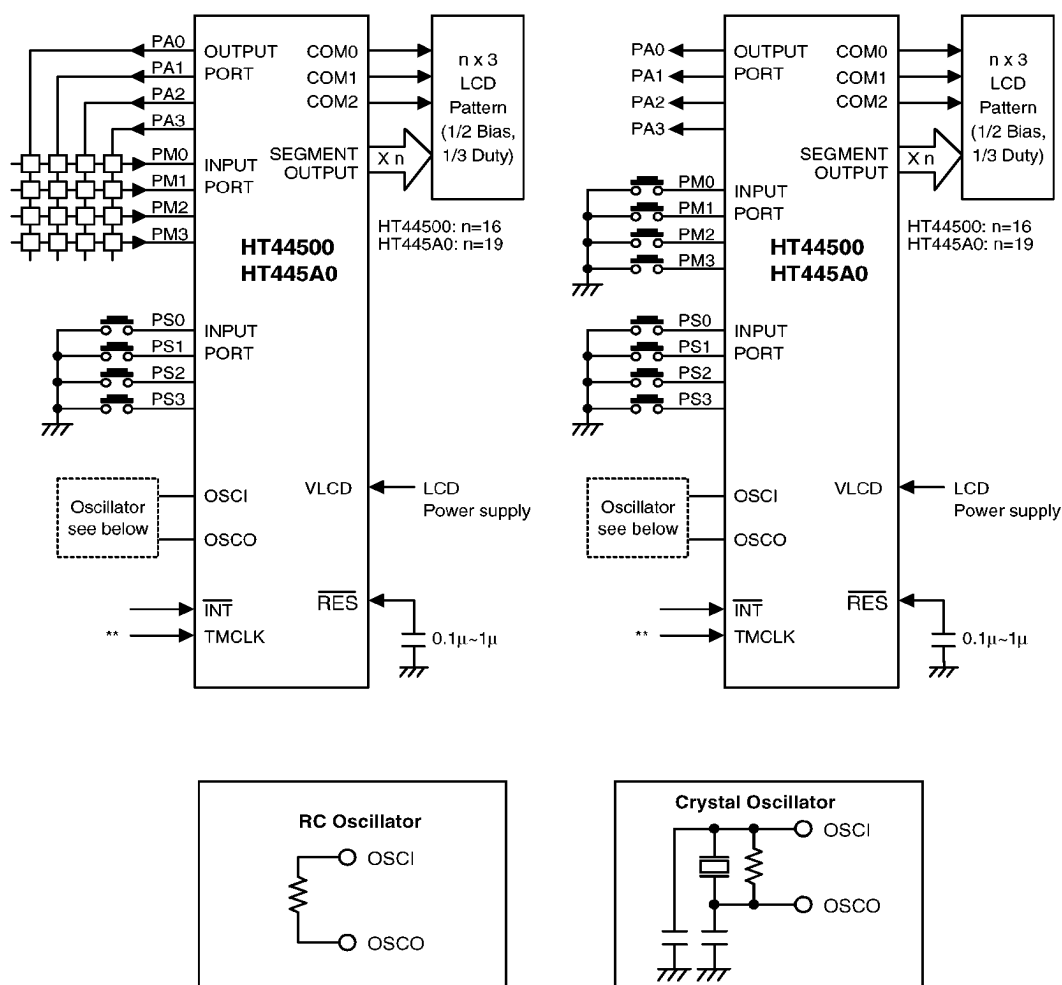 PA0
OUTPUT
COM0
PA1
PORT
COM1
PA2
COM2
PA3
n x 3
LCD
Pattern
(1/2 Bias,
1/3 Duty)
SEGMENT
OUTPUT
X n
PM0
INPUT
PM1
PORT
PM2
PM3
HT44500
HT445A0
HT44500: n=16
HT445A0: n=19
PS0
INPUT
PS1
PORT
PS2
PS3
Oscillator
see below
OSCI
OSCO
VLCD
LCD
Power supply
INT
RES
** TMCLK
0.1µ~1µ
PA0
OUTPUT
COM0
PA1
PORT
COM1
PA2
COM2
PA3
n x 3
LCD
Pattern
(1/2 Bias,
1/3 Duty)
SEGMENT
OUTPUT
X n
PM0
INPUT
PM1
PORT
PM2
PM3
HT44500
HT445A0
HT44500: n=16
HT445A0: n=19
PS0
INPUT
PS1
PORT
PS2
PS3
Oscillator
see below
OSCI
OSCO
VLCD
LCD
Power supply
INT
RES
** TMCLK
0.1µ~1µ
RC Oscillator
OSCI
OSCO
Crystal Oscillator
OSCI
OSCO